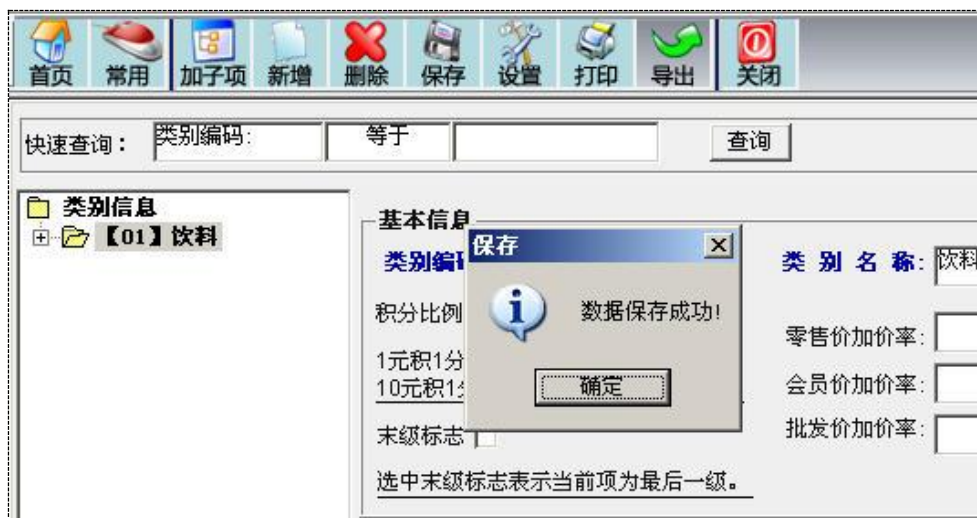 首页 常用 加子项 新增 删除 保存 设置 打印 导出 关闭
快速查询： 类别编码: 等于 查询
类别信息
【01】饮料
基本信息
类别编
类别名称: 饮料
积分比例
1元积1分
10元积1
末级标志
选中末级标志表示当前项为最后一级。
保存
数据保存成功!
确定
零售价加价率:
会员价加价率:
批发价加价率: